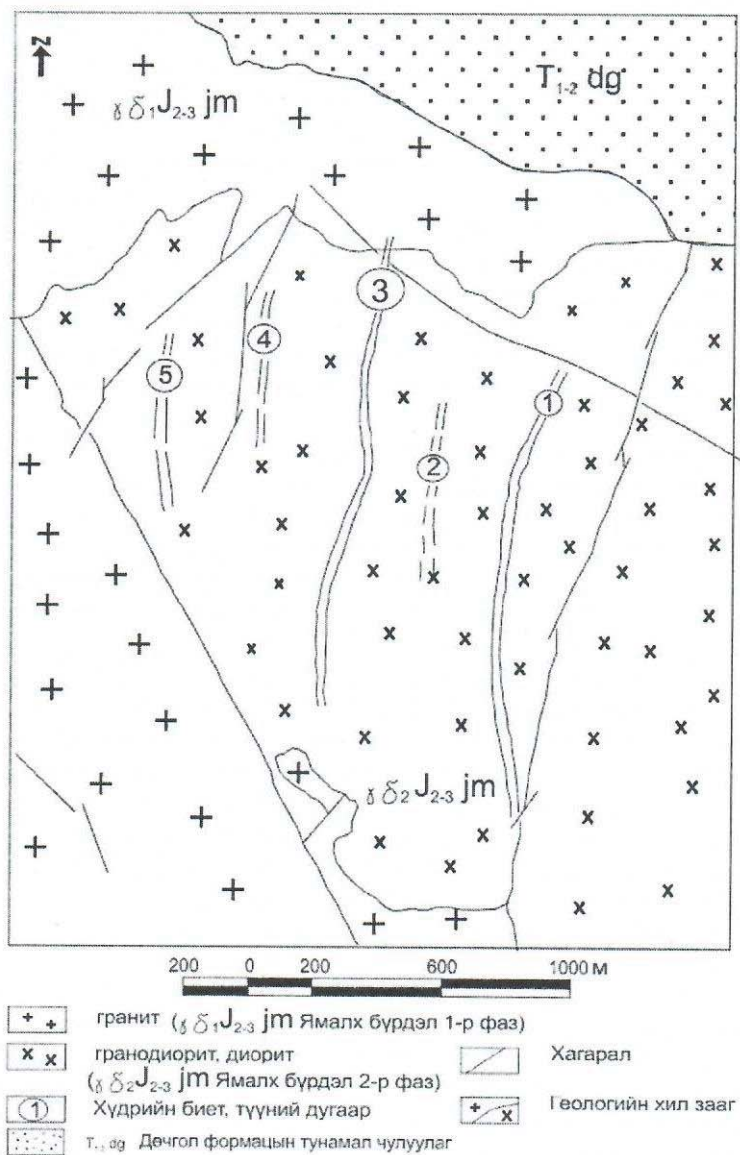 Z
T₁₋₂ dg
γδ₁J₂₋₃ jm
3
4
5
1
2
γδ₂J₂₋₃ jm
200 0 200 600 1000 м
гранит (γδ₁J₂₋₃ jm Ямалх бүрдэл 1-р фаз)
гранодиорит, диорит
(γδ₂J₂₋₃ jm Ямалх бүрдэл 2-р фаз)
Хагарал
1 Хүдрийн биет, түүний дугаар
Геологийн хил зааг
dg Дөчгол формацын тунамал чулуулаг